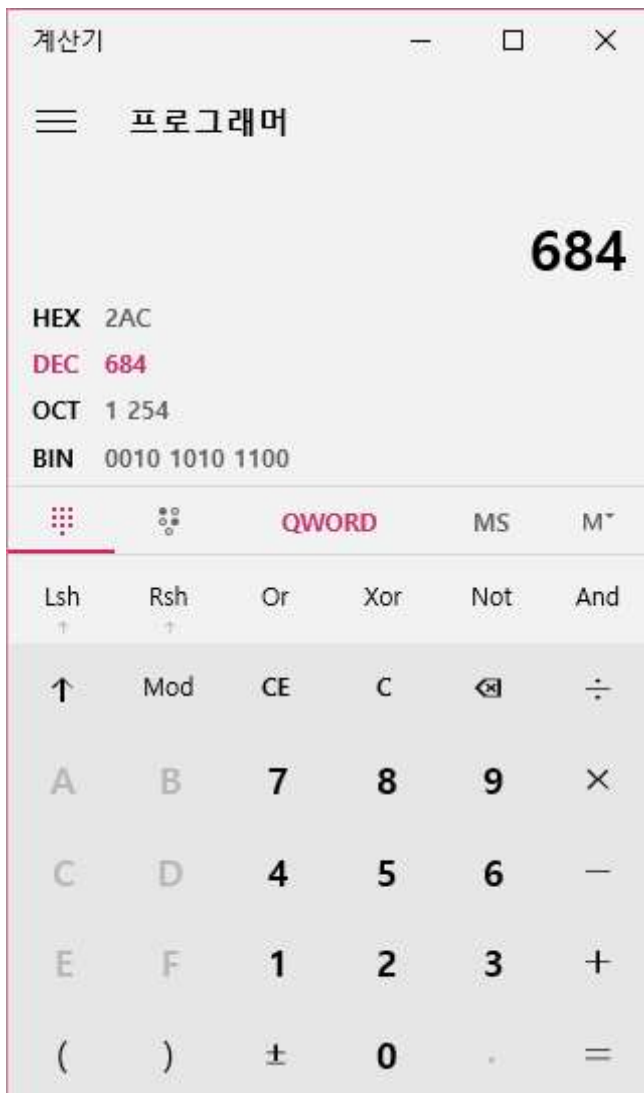 계산기
프로그래머
684
HEX 2AC
DEC 684
OCT 1 254
BIN 0010 1010 1100
QWORD MS M
Lsh Rsh Or Xor Not And
↑ ↑
↑ Mod CE C ÷
A B 7 8 9 ×
C D 4 5 6 −
E F 1 2 3 +
( ) ± 0 . =